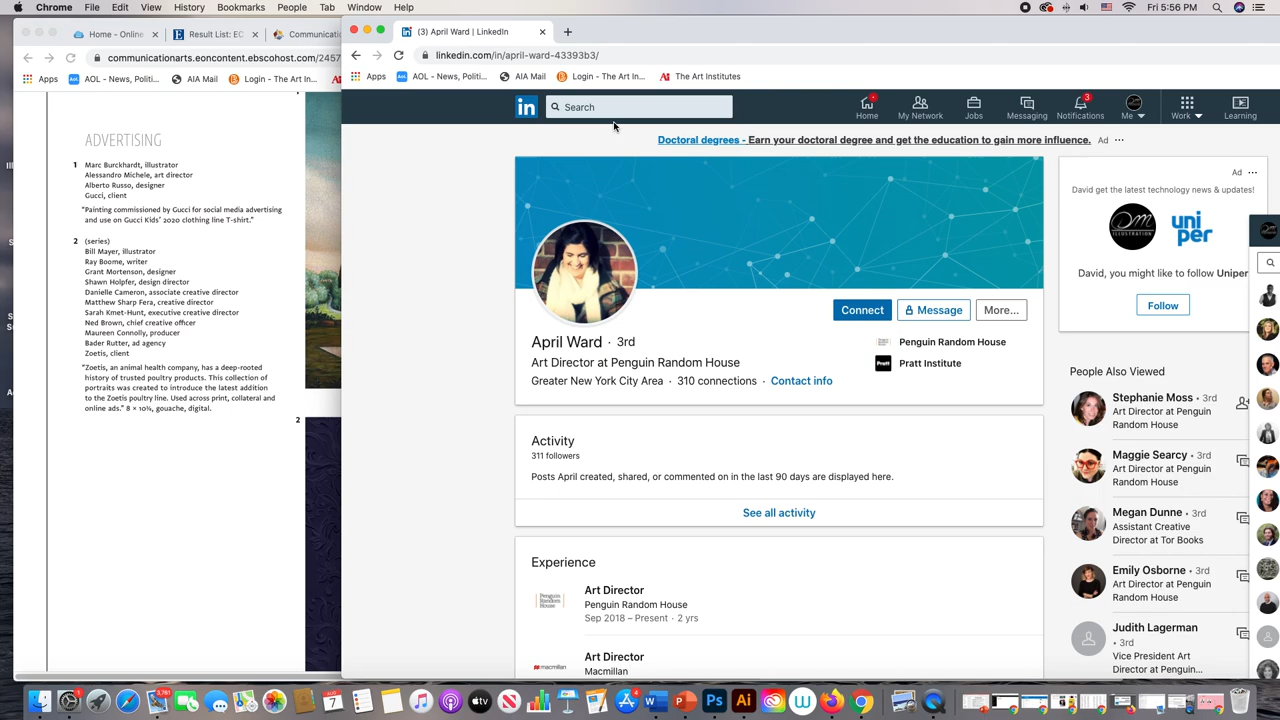 Chrome File Edit View History Bookmarks People Tab Window Help Fri 5:56 PM
Home - Online Result List: EC Communicati
communicationarts.eoncontent.ebscohost.com/2457
Apps AOL - News, Politi... AIA Mail Login - The Art In...
ADVERTISING
1 Marc Burckhardt, illustrator
Alessandro Michele, art director
Alberto Russo, designer
Gucci, client
“Painting commissioned by Gucci for social media advertising
and use on Gucci Kids’ 2020 clothing line T-shirt.”
2 (series)
Bill Mayer, illustrator
Ray Boome, writer
Grant Mortenson, designer
Shawn Holpfer, design director
Danielle Cameron, associate creative director
Matthew Sharp Fera, creative director
Sarah Kmet-Hunt, executive creative director
Ned Brown, chief creative officer
Maureen Connolly, producer
Bader Rutter, ad agency
Zoetis, client
“Zoetis, an animal health company, has a deep-rooted
history of trusted poultry products. This collection of
portraits was created to introduce the latest addition
to the Zoetis poultry line. Used across print, collateral and
online ads.” 8 × 10½, gouache, digital.
2
(3) April Ward | LinkedIn
linkedin.com/in/april-ward-43393b3/
Apps AOL - News, Politi... AIA Mail Login - The Art In... The Art Institutes
in Search Home My Network Jobs Messaging 3 Notifications Me Work Learning
Doctoral degrees - Earn your doctoral degree and get the education to gain more influence. Ad ···
April Ward · 3rd
Art Director at Penguin Random House
Greater New York City Area · 310 connections · Contact info
Connect Message More...
Penguin Random House
Pratt Pratt Institute
Activity
311 followers
Posts April created, shared, or commented on in the last 90 days are displayed here.
See all activity
Experience
Art Director
Penguin Random House
Sep 2018 – Present · 2 yrs
Art Director
macmillan Macmillan
Ad ···
David get the latest technology news & updates!
uni
per
David, you might like to follow Uniper
Follow
People Also Viewed
Stephanie Moss · 3rd
Art Director at Penguin
Random House
Maggie Searcy · 3rd
Art Director at Penguin
Random House
Megan Dunne · 3rd
Assistant Creative
Director at Tor Books
Emily Osborne · 3rd
Art Director at Penguin
Random House
Judith Lagerman
· 3rd
Vice President Art
Director at Penguin...